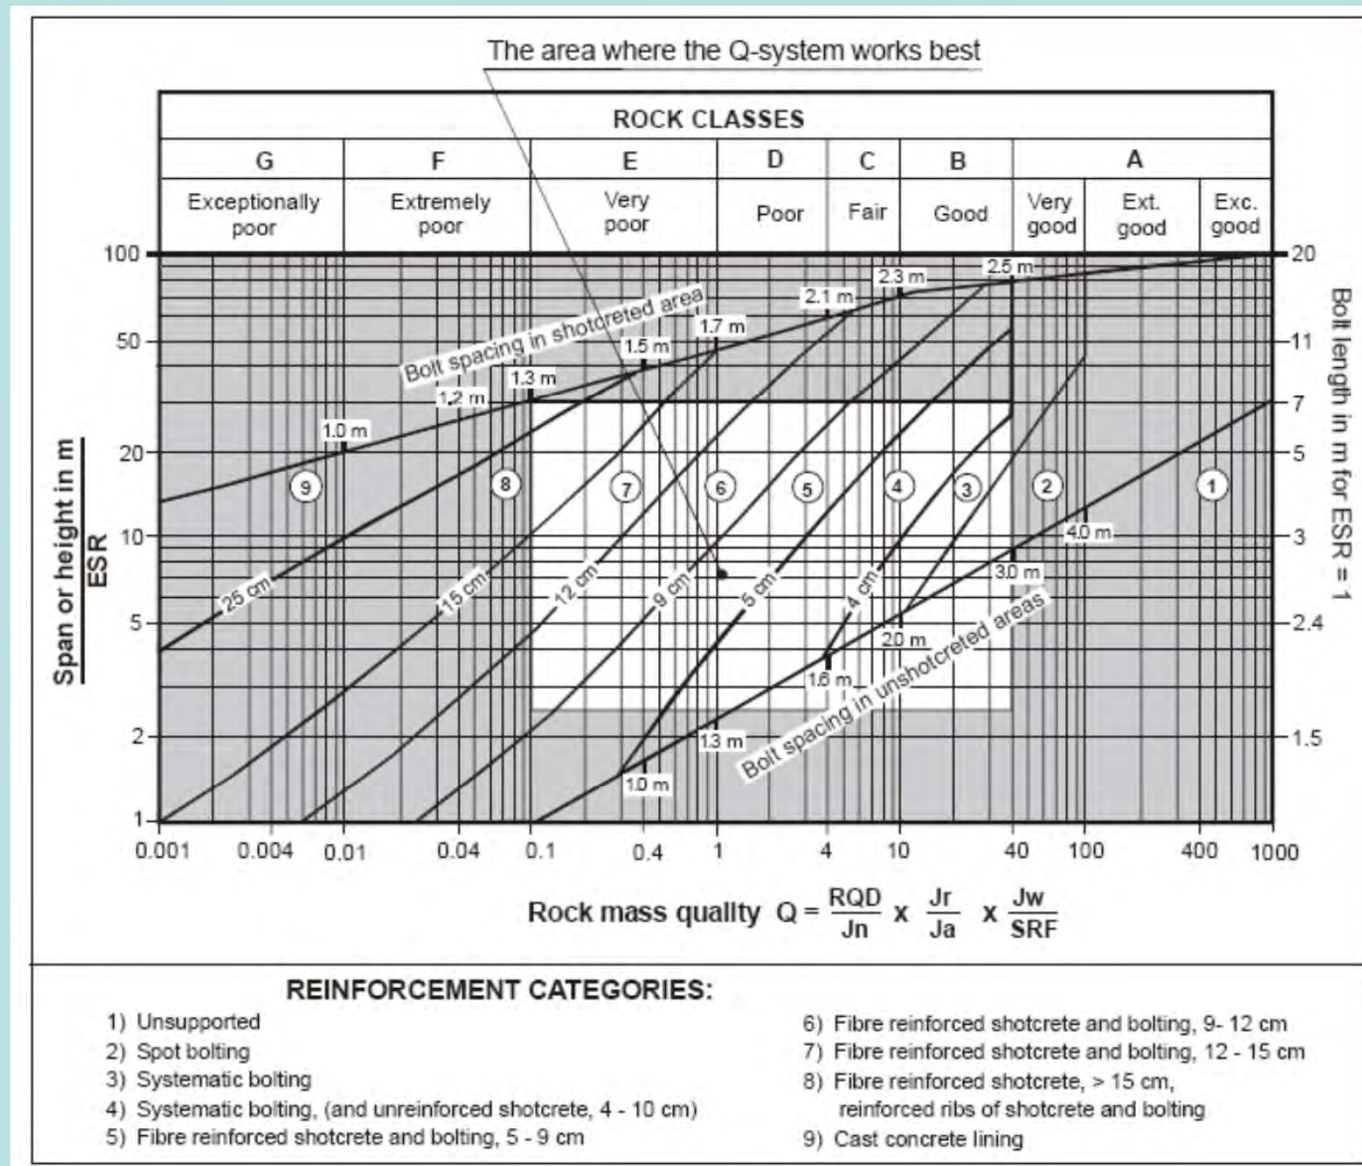 The area where the Q-system works best
ROCK CLASSES
G F E D C B A
Exceptionally poor
Extremely poor
Very poor
Poor
Fair
Good
Very good
Ext. good
Exc. good
100
50
20
10
5
2
1
Span or height in m
ESR
20
11
7
5
3
2.4
1.5
Bolt length in m for ESR = 1
Bolt spacing in shotcreted area
1.0 m
1.2 m
1.3 m
1.5 m
1.7 m
2.1 m
2.3 m
2.5 m
9 8 7 6 5 4 3 2 1
25 cm
15 cm
12 cm
9 cm
5 cm
4 cm
4.0 m
3.0 m
2.0 m
1.6 m
1.3 m
1.0 m
Bolt spacing in unshotcreted areas
0.001 0.004 0.01 0.04 0.1 0.4 1 4 10 40 100 400 1000
Rock mass quality Q = RQD/Jn x Jr/Ja x Jw/SRF
REINFORCEMENT CATEGORIES:
1) Unsupported
2) Spot bolting
3) Systematic bolting
4) Systematic bolting, (and unreinforced shotcrete, 4 - 10 cm)
5) Fibre reinforced shotcrete and bolting, 5 - 9 cm
6) Fibre reinforced shotcrete and bolting, 9- 12 cm
7) Fibre reinforced shotcrete and bolting, 12 - 15 cm
8) Fibre reinforced shotcrete, > 15 cm,
reinforced ribs of shotcrete and bolting
9) Cast concrete lining